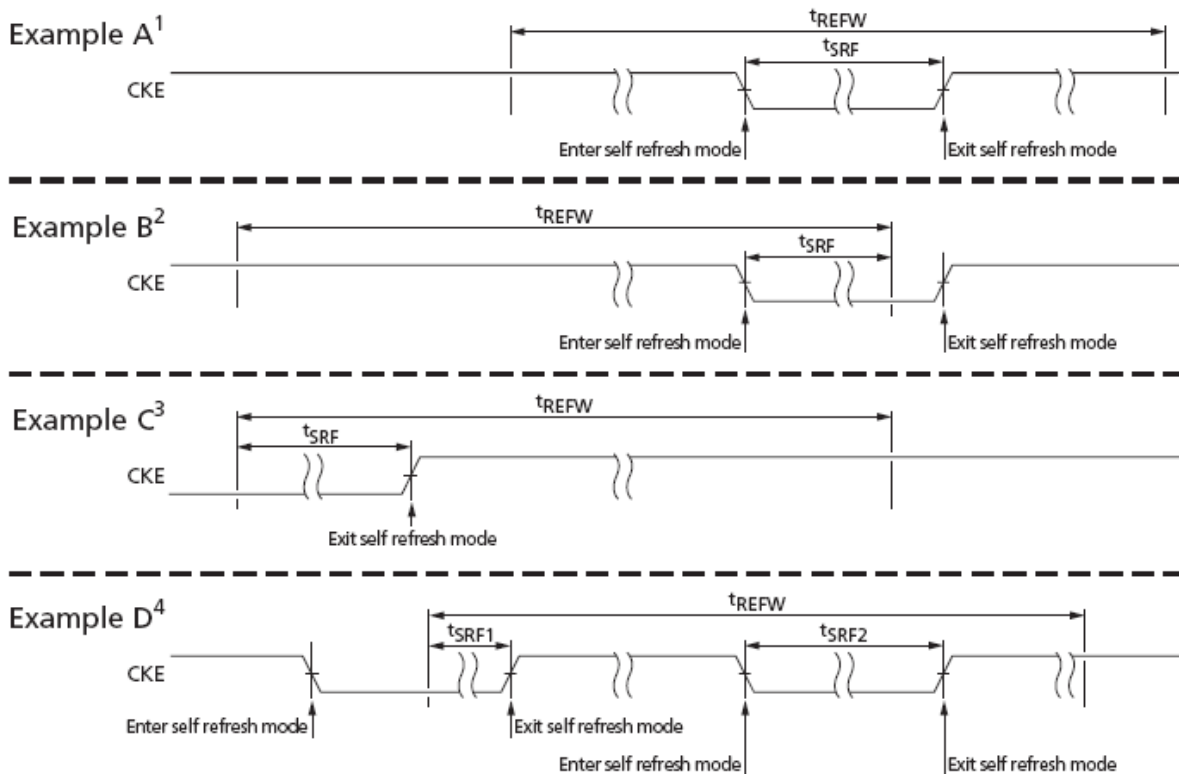 Example A¹
tREFW
tSRF
CKE
Enter self refresh mode
Exit self refresh mode
Example B²
tREFW
tSRF
CKE
Enter self refresh mode
Exit self refresh mode
Example C³
tREFW
tSRF
CKE
Exit self refresh mode
Example D⁴
tREFW
tSRF1
tSRF2
CKE
Enter self refresh mode
Exit self refresh mode
Enter self refresh mode
Exit self refresh mode